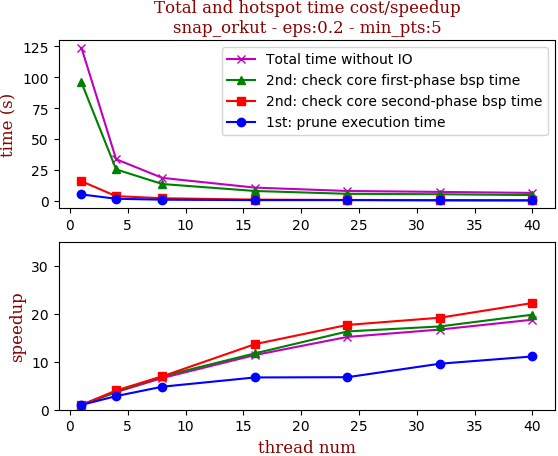 Total and hotspot time cost/speedup
snap_orkut - eps:0.2 - min_pts:5
time (s)
125
100
75
50
25
0
Total time without IO
2nd: check core first-phase bsp time
2nd: check core second-phase bsp time
1st: prune execution time
0 5 10 15 20 25 30 35 40
speedup
30
20
10
0
0 5 10 15 20 25 30 35 40
thread num